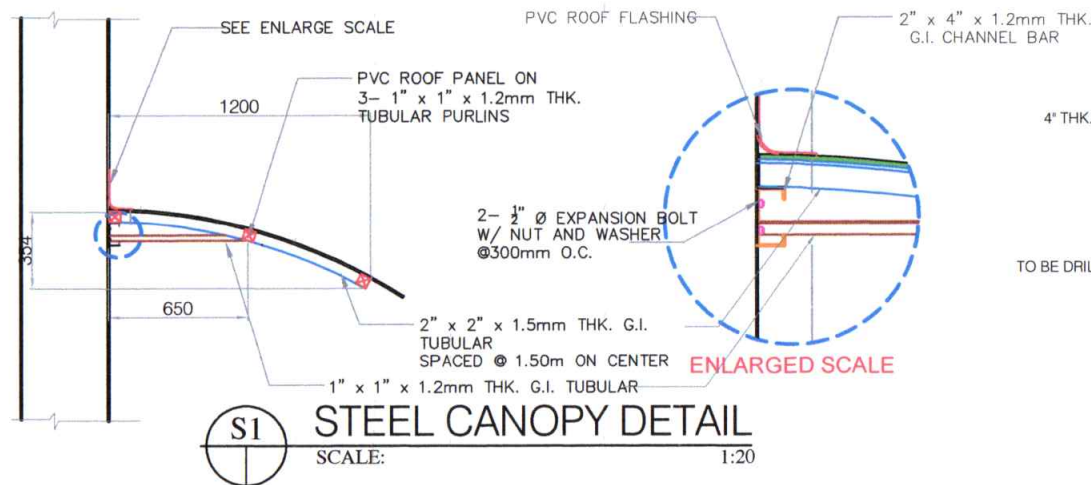 SEE ENLARGE SCALE
PVC ROOF PANEL ON
3- 1" x 1" x 1.2mm THK.
TUBULAR PURLINS
1200
354
650
2" x 2" x 1.5mm THK. G.I.
TUBULAR
SPACED @ 1.50m ON CENTER
1" x 1" x 1.2mm THK. G.I. TUBULAR
PVC ROOF FLASHING
2" x 4" x 1.2mm THK.
G.I. CHANNEL BAR
4" THK.
2- ½" Ø EXPANSION BOLT
W/ NUT AND WASHER
@300mm O.C.
TO BE DRIL
ENLARGED SCALE
S1
STEEL CANOPY DETAIL
SCALE: 1:20